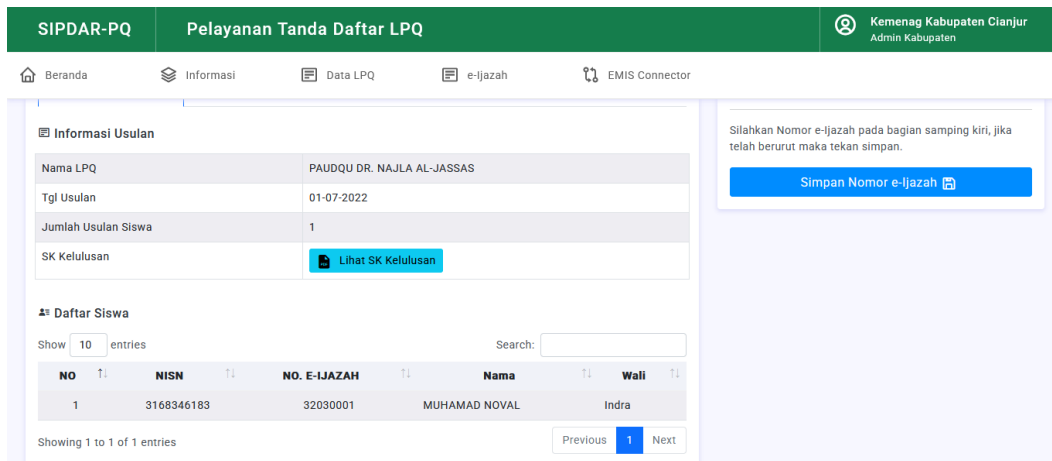 SIPDAR-PQ
Pelayanan Tanda Daftar LPQ
Kemenag Kabupaten Cianjur
Admin Kabupaten
Beranda
Informasi
Data LPQ
e-Ijazah
EMIS Connector
Informasi Usulan
Nama LPQ PAUDQU DR. NAJLA AL-JASSAS
Tgl Usulan 01-07-2022
Jumlah Usulan Siswa 1
SK Kelulusan Lihat SK Kelulusan
Daftar Siswa
Show 10 entries
Search:
NO NISN NO. E-IJAZAH Nama Wali
1 3168346183 32030001 MUHAMAD NOVAL Indra
Showing 1 to 1 of 1 entries
Previous 1 Next
Silahkan Nomor e-Ijazah pada bagian samping kiri, jika
telah berurut maka tekan simpan.
Simpan Nomor e-Ijazah